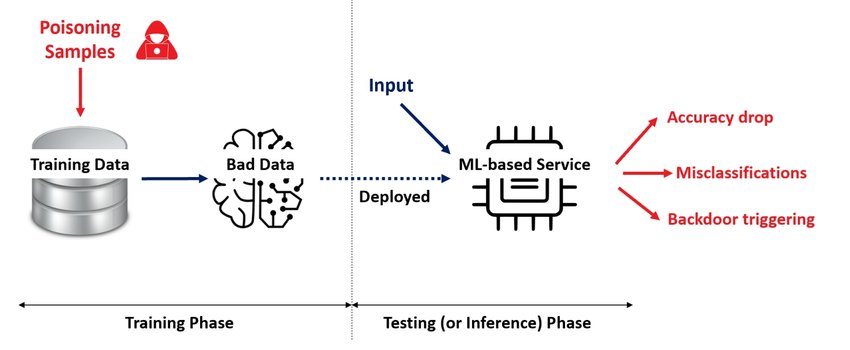 Poisoning
Samples
Training Data
Bad Data
Input
Deployed
ML-based Service
Accuracy drop
Misclassifications
Backdoor triggering
Training Phase
Testing (or Inference) Phase